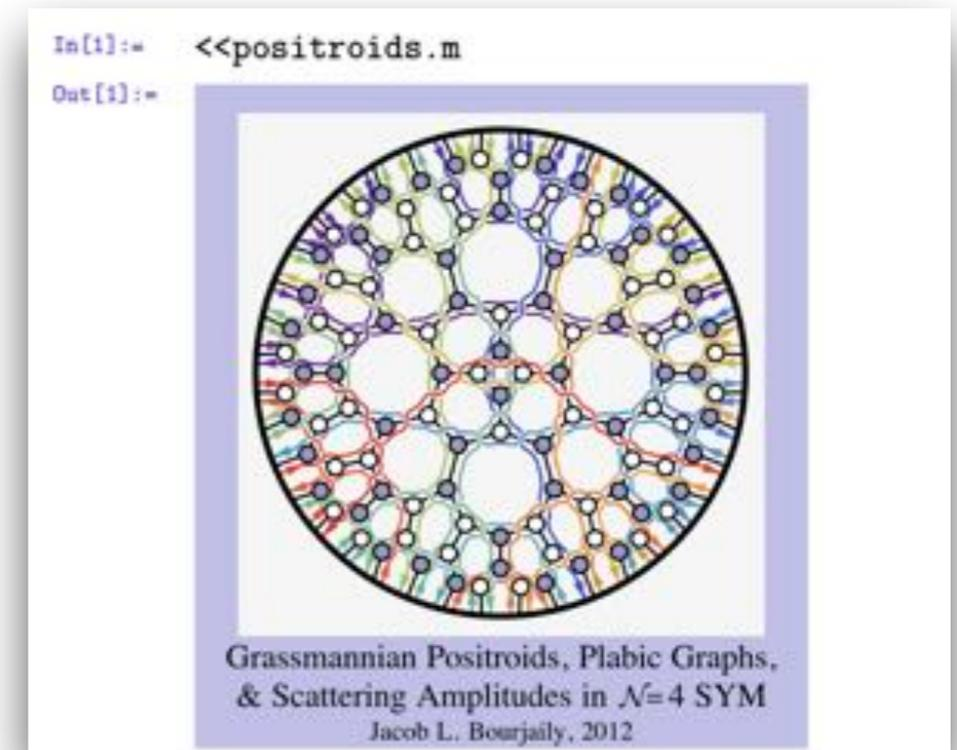 In[1]:= <<positroids.m
Out[1]:=
Grassmannian Positroids, Plabic Graphs,
& Scattering Amplitudes in 𝒩=4 SYM
Jacob L. Bourjaily, 2012